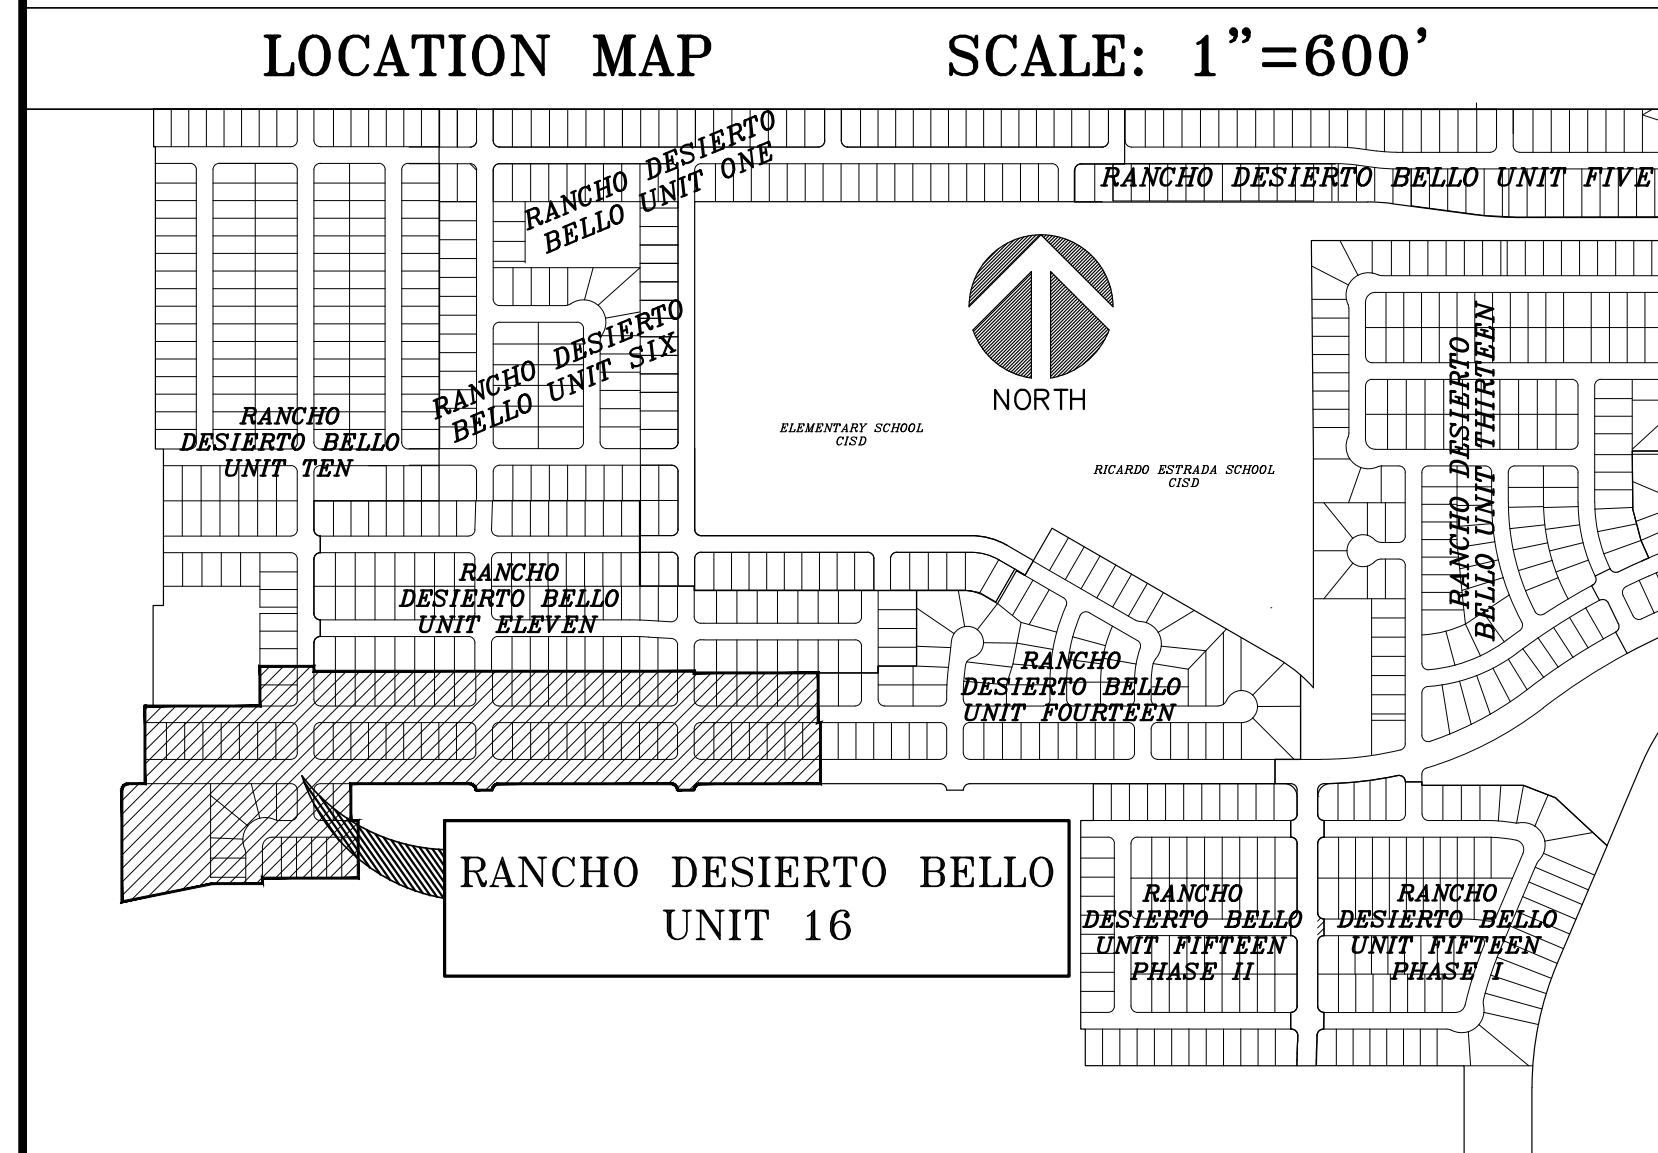 LOCATION MAP SCALE: 1"=600'
RANCHO DESIERTO
BELLO UNIT ONE
RANCHO DESIERTO BELLO UNIT FIVE
RANCHO DESIERTO
BELLO UNIT SIX
NORTH
RANCHO DESIERTO
BELLO UNIT THIRTEEN
RANCHO
DESIERTO BELLO
UNIT TEN
ELEMENTARY SCHOOL
CISD
RICARDO ESTRADA SCHOOL
CISD
RANCHO
DESIERTO BELLO
UNIT ELEVEN
RANCHO
DESIERTO BELLO
UNIT FOURTEEN
RANCHO DESIERTO BELLO
UNIT 16
RANCHO
DESIERTO BELLO
UNIT FIFTEEN
PHASE II
RANCHO
DESIERTO BELLO
UNIT FIFTEEN
PHASE I